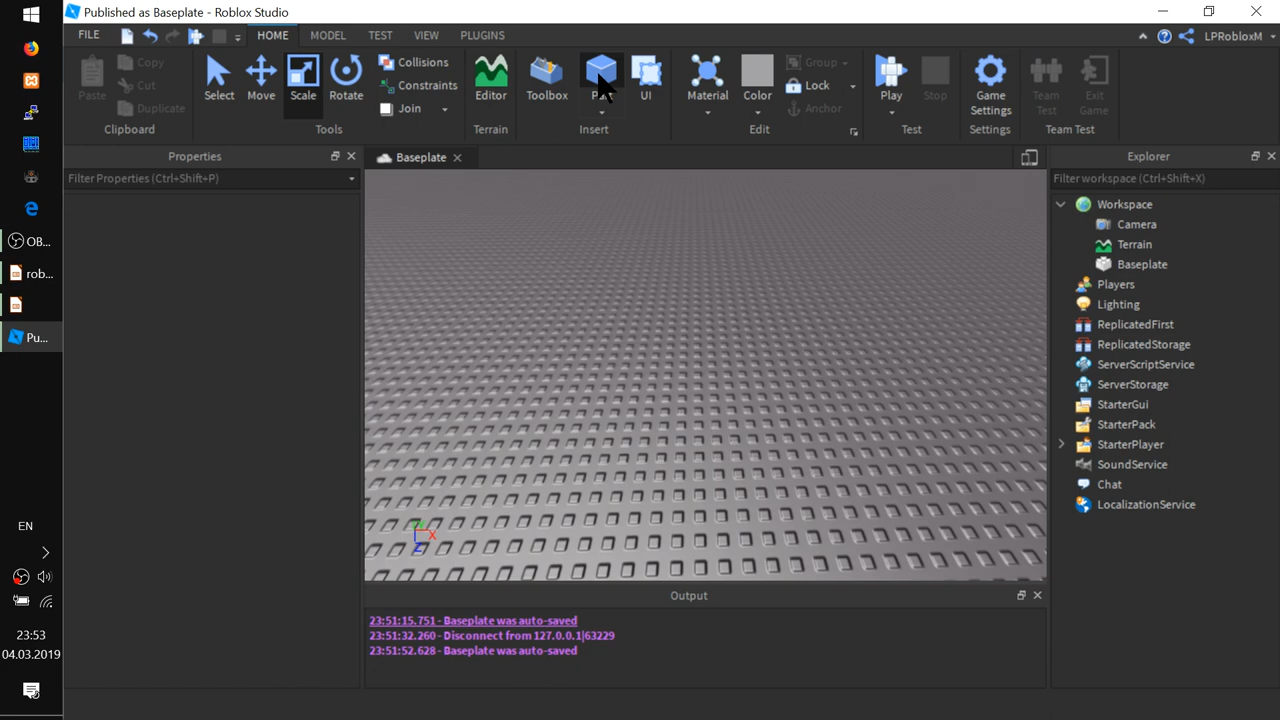 Published as Baseplate - Roblox Studio
FILE
HOME
MODEL
TEST
VIEW
PLUGINS
LPRobloxM
Paste
Copy
Cut
Duplicate
Clipboard
Select
Move
Scale
Rotate
Collisions
Constraints
Join
Tools
Editor
Terrain
Toolbox
UI
Insert
Material
Color
Group
Lock
Anchor
Edit
Play
Stop
Test
Game
Settings
Settings
Team
Test
Exit
Game
Team Test
Properties
Filter Properties (Ctrl+Shift+P)
Baseplate
Y
X
Z
Output
23:51:15.751 - Baseplate was auto-saved
23:51:32.260 - Disconnect from 127.0.0.1|63229
23:51:52.628 - Baseplate was auto-saved
Explorer
Filter workspace (Ctrl+Shift+X)
Workspace
Camera
Terrain
Baseplate
Players
Lighting
ReplicatedFirst
ReplicatedStorage
ServerScriptService
ServerStorage
StarterGui
StarterPack
StarterPlayer
SoundService
Chat
LocalizationService
OB...
rob...
Pu...
EN
23:53
04.03.2019